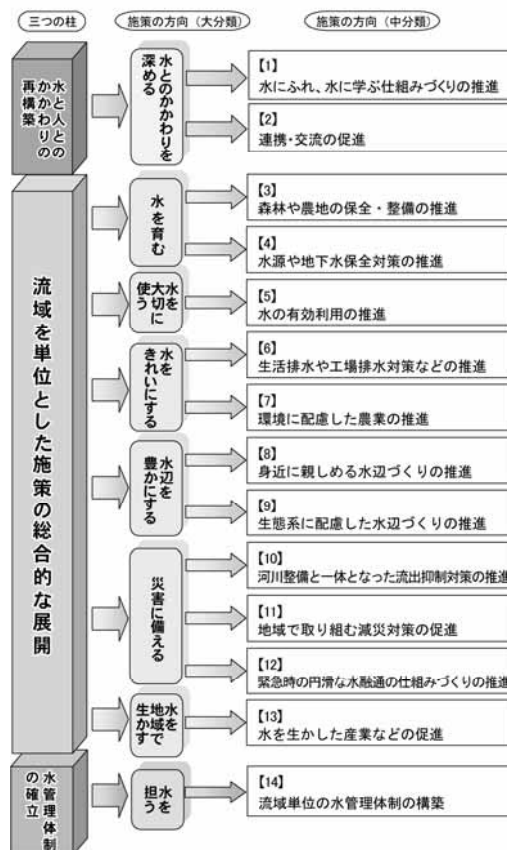 三つの柱
施策の方向（大分類）
施策の方向（中分類）
水と人との
かかわりの
再構築
水とのかかわりを
深める
【1】
水にふれ、水に学ぶ仕組みづくりの推進
【2】
連携・交流の促進
流域を単位とした施策の総合的な展開
水を育む
【3】
森林や農地の保全・整備の推進
【4】
水源や地下水保全対策の推進
水を
大切に
使う
【5】
水の有効利用の推進
水を
きれいにする
【6】
生活排水や工場排水対策などの推進
【7】
環境に配慮した農業の推進
水辺を
豊かにする
【8】
身近に親しめる水辺づくりの推進
【9】
生態系に配慮した水辺づくりの推進
災害に備える
【10】
河川整備と一体となった流出抑制対策の推進
【11】
地域で取り組む減災対策の促進
【12】
緊急時の円滑な水融通の仕組みづくりの推進
水を
地域で
生かす
【13】
水を生かした産業などの促進
水管理体制
の確立
水を
担う
【14】
流域単位の水管理体制の構築